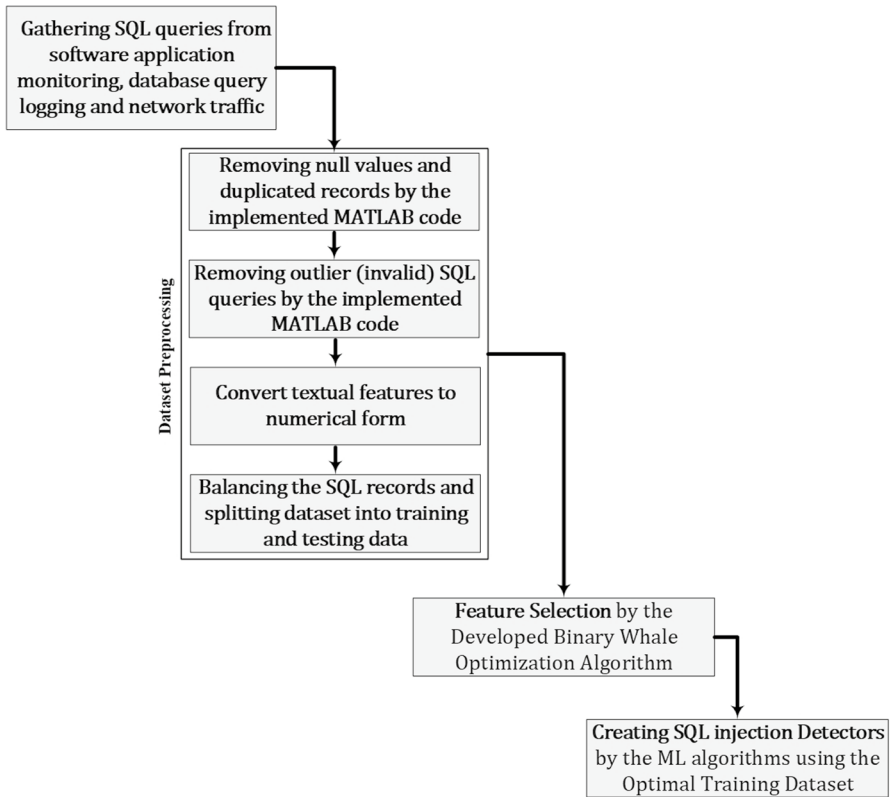 Gathering SQL queries from
software application
monitoring, database query
logging and network traffic
Dataset Preprocessing
Removing null values and
duplicated records by the
implemented MATLAB code
Removing outlier (invalid) SQL
queries by the implemented
MATLAB code
Convert textual features to
numerical form
Balancing the SQL records and
splitting dataset into training
and testing data
Feature Selection by the
Developed Binary Whale
Optimization Algorithm
Creating SQL injection Detectors
by the ML algorithms using the
Optimal Training Dataset